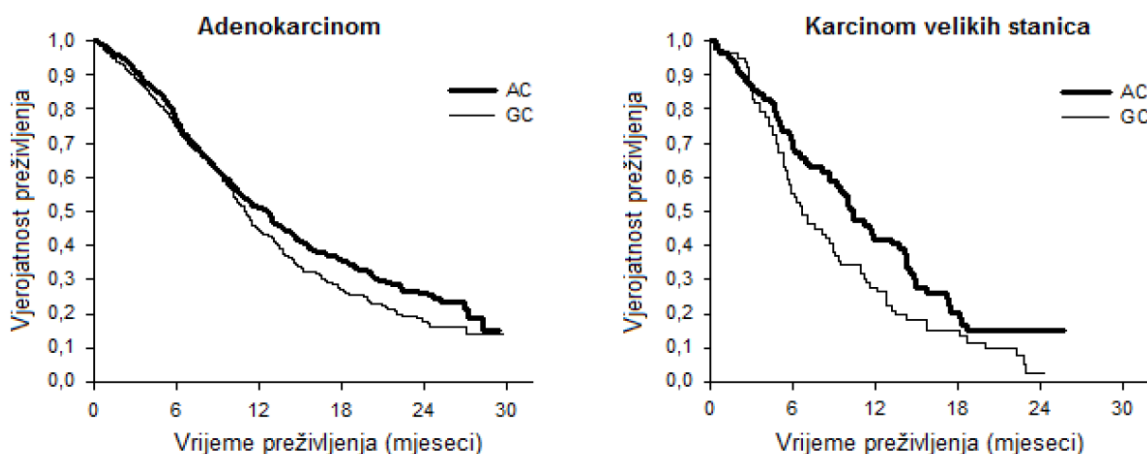 Adenokarcinom
Vjerojatnost preživljenja
1,0
0,9
0,8
0,7
0,6
0,5
0,4
0,3
0,2
0,1
0,0
AC
GC
0 6 12 18 24 30
Vrijeme preživljenja (mjeseci)
Karcinom velikih stanica
Vjerojatnost preživljenja
1,0
0,9
0,8
0,7
0,6
0,5
0,4
0,3
0,2
0,1
0,0
AC
GC
0 6 12 18 24 30
Vrijeme preživljenja (mjeseci)